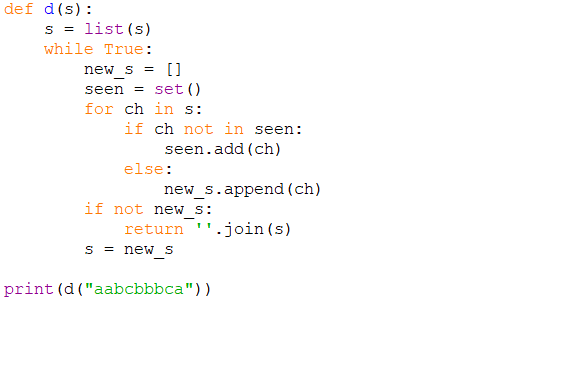 def d(s):
    s = list(s)
    while True:
        new_s = []
        seen = set()
        for ch in s:
            if ch not in seen:
                seen.add(ch)
            else:
                new_s.append(ch)
        if not new_s:
            return ''.join(s)
        s = new_s

print(d("aabcbbbca"))